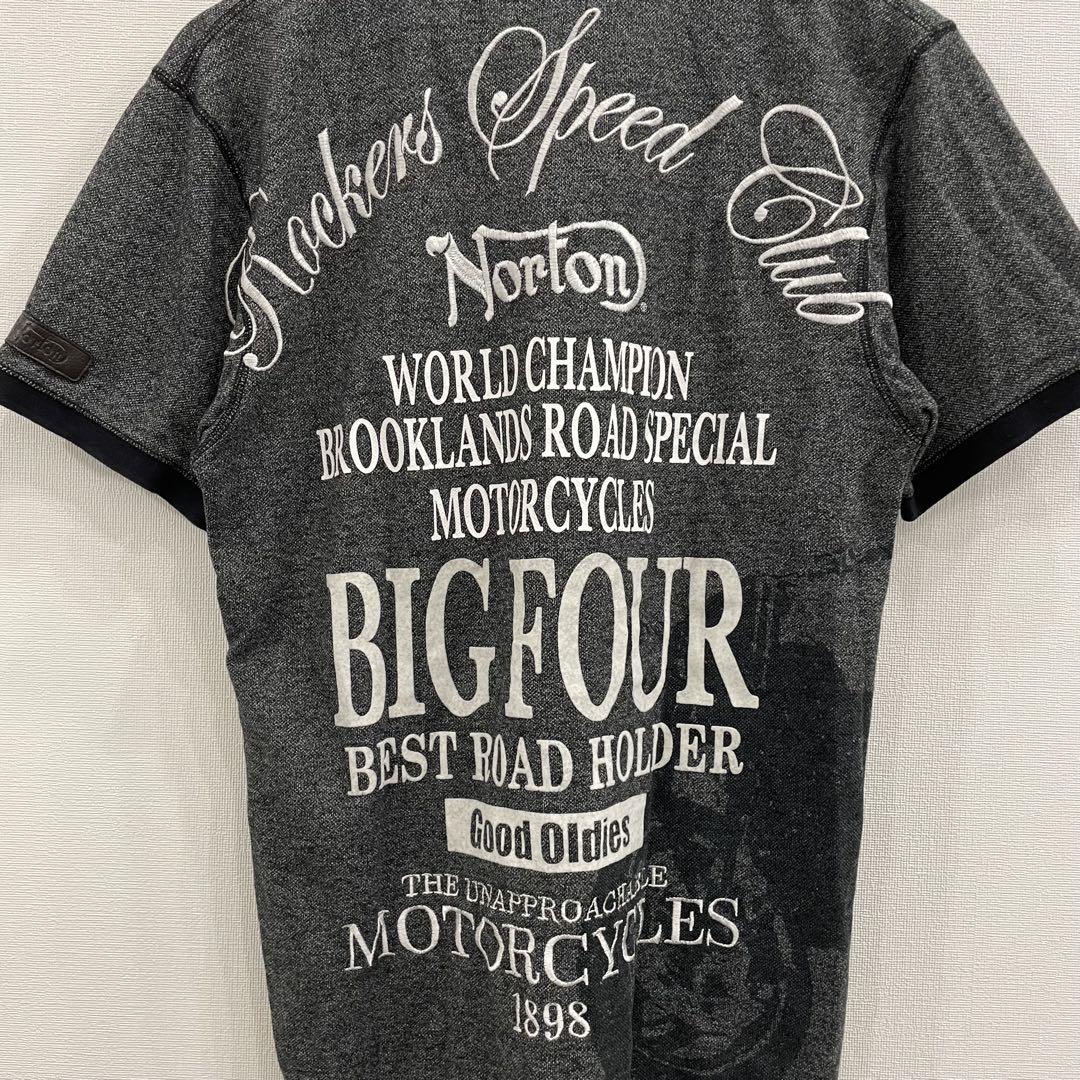 Rockers Speed Club
Norton®
WORLD CHAMPION
BROOKLANDS ROAD SPECIAL
MOTORCYCLES
BIGFOUR
BEST ROAD HOLDER
Good Oldies
THE UNAPPROACHABLE
MOTORCYCLES
1898
Norton